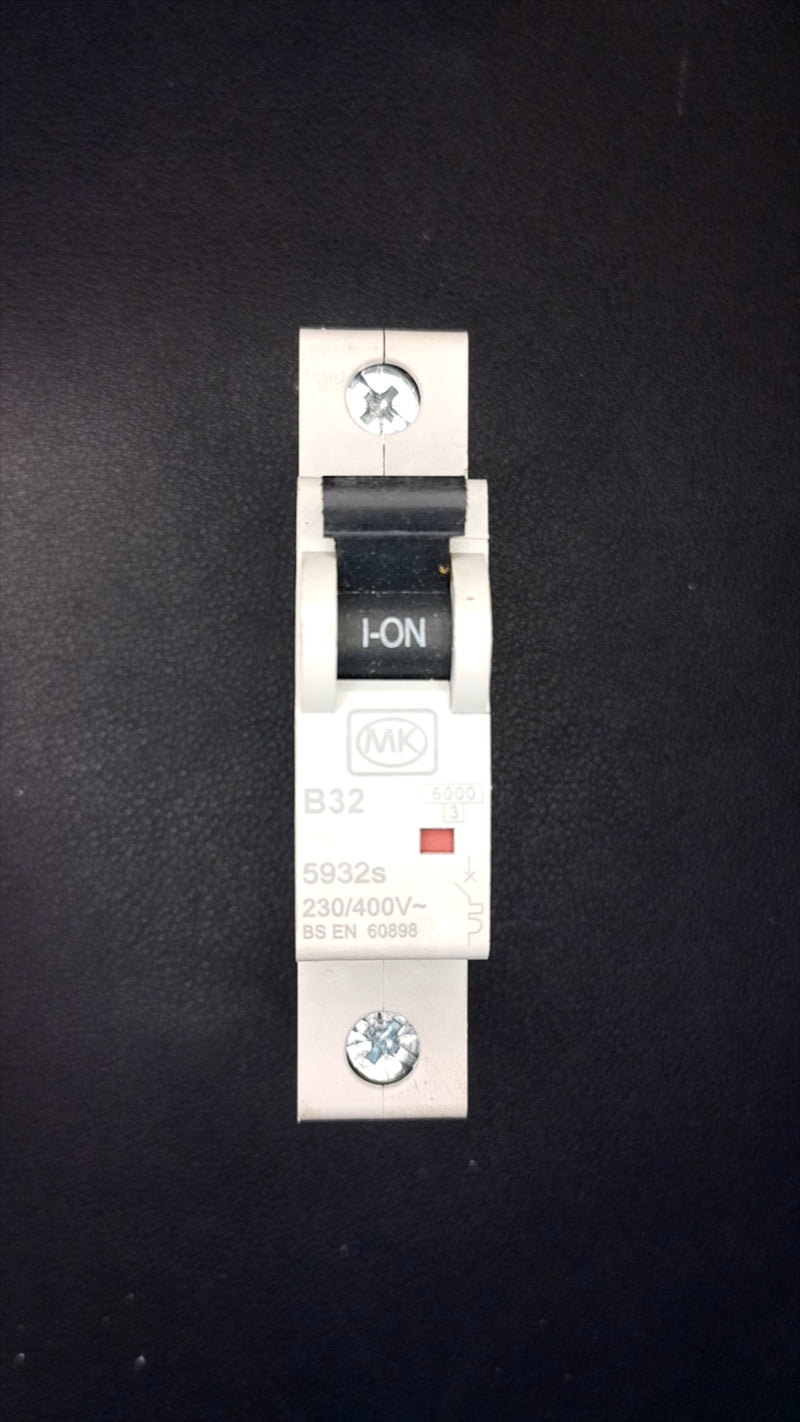 I-ON
MK
B32
6000
3
5932s
230/400V~
BS EN 60898